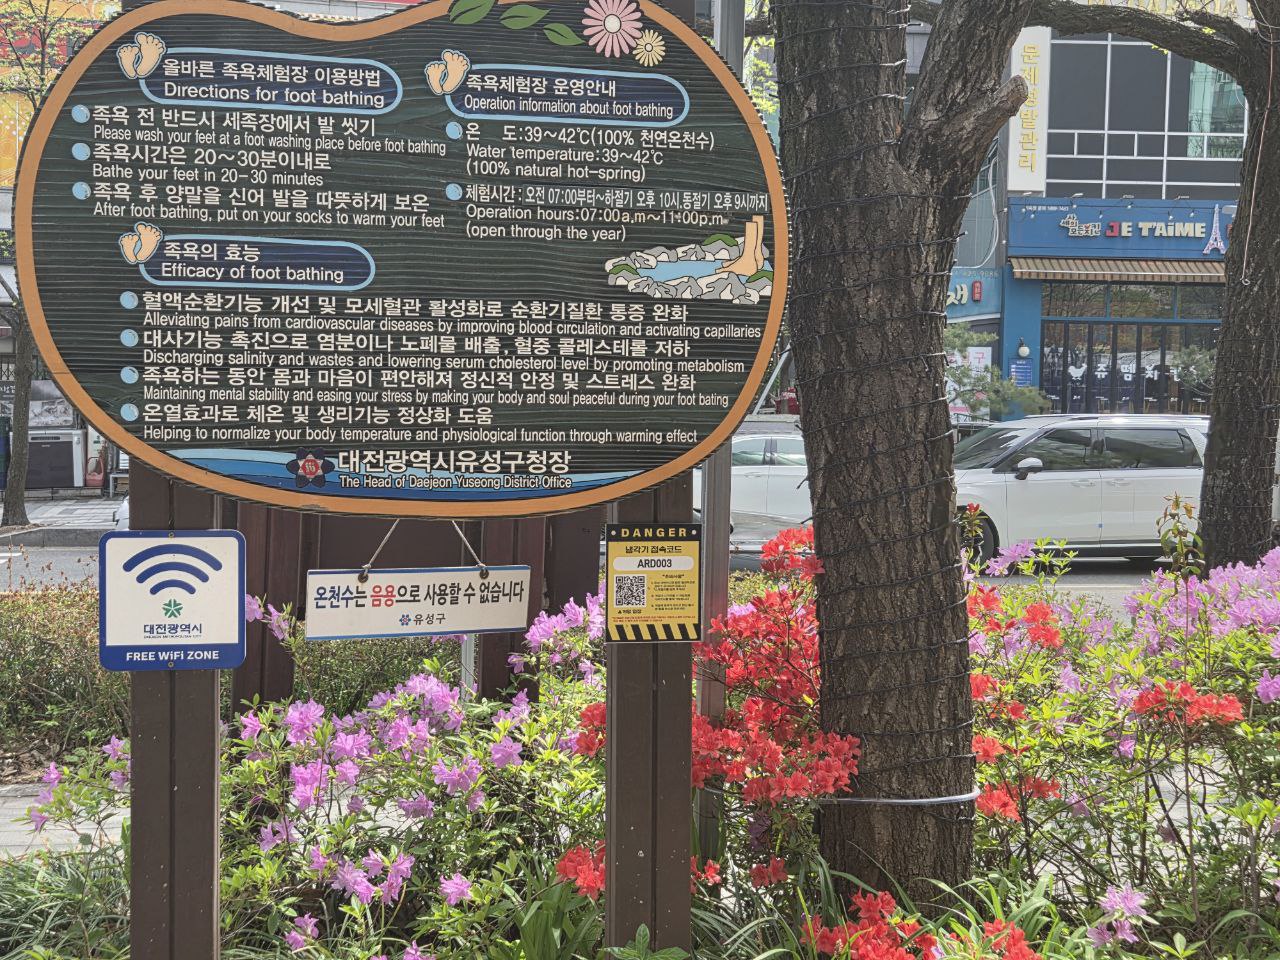 올바른 족욕체험장 이용방법
Directions for foot bathing
족욕 전 반드시 세족장에서 발 씻기
Please wash your feet at a foot washing place before foot bathing
족욕시간은 20~30분이내로
Bathe your feet in 20-30 minutes
족욕 후 양말을 신어 발을 따뜻하게 보온
After foot bathing, put on your socks to warm your feet
족욕체험장 운영안내
Operation information about foot bathing
온 도:39~42℃(100% 천연온천수)
Water temperature:39~42℃
(100% natural hot-spring)
체험시간 : 오전 07:00부터~하절기 오후 10시,동절기 오후 9시까지
Operation hours:07:00a,m~11:00p,m
(open through the year)
족욕의 효능
Efficacy of foot bathing
혈액순환기능 개선 및 모세혈관 활성화로 순환기질환 통증 완화
Alleviating pains from cardiovascular diseases by improving blood circulation and activating capillaries
대사기능 촉진으로 염분이나 노폐물 배출, 혈중 콜레스테롤 저하
Discharging salinity and wastes and lowering serum cholesterol level by promoting metabolism
족욕하는 동안 몸과 마음이 편안해져 정신적 안정 및 스트레스 완화
Maintaining mental stability and easing your stress by making your body and soul peaceful during your foot bating
온열효과로 체온 및 생리기능 정상화 도움
Helping to normalize your body temperature and physiological function through warming effect
대전광역시유성구청장
The Head of Daejeon Yuseong District Office
대전광역시
DAEJEON METROPOLITAN CITY
FREE WiFi ZONE
온천수는 음용으로 사용할 수 없습니다
유성구
DANGER
냉각기 접속코드
ARD003
JE T'AiME